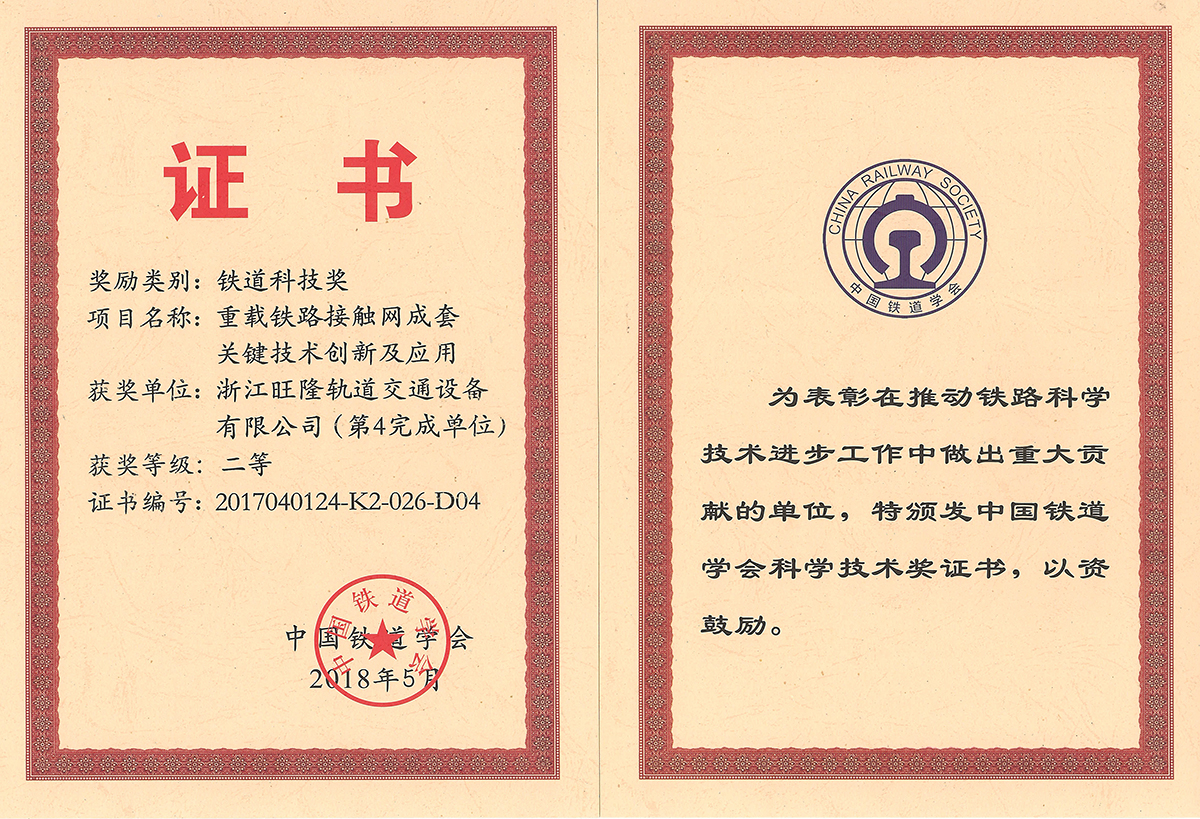 证 书
奖励类别：铁道科技奖
项目名称：重载铁路接触网成套
关键技术创新及应用
获奖单位：浙江旺隆轨道交通设备
有限公司（第4完成单位）
获奖等级：二等
证书编号：2017040124-K2-026-D04
中国铁道学会
中国铁道学会
2018年5月
CHINA RAILWAY SOCIETY
中国铁道学会
为表彰在推动铁路科学
技术进步工作中做出重大贡
献的单位，特颁发中国铁道
学会科学技术奖证书，以资
鼓励。